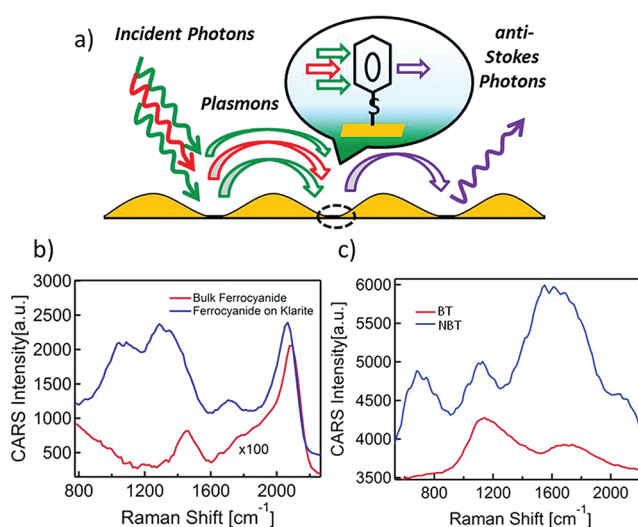 a)
Incident Photons
Plasmons
anti-
Stokes
Photons
S
b)
CARS Intensity[a.u.]
3000
2500
2000
1500
1000
500
0
Bulk Ferrocyanide
Ferrocyanide on Klarite
x100
800
1200
1600
2000
Raman Shift [cm-1]
c)
CARS Intensity[a.u.]
6000
5500
5000
4500
4000
3500
BT
NBT
1200
1600
2000
Raman Shift [cm-1]